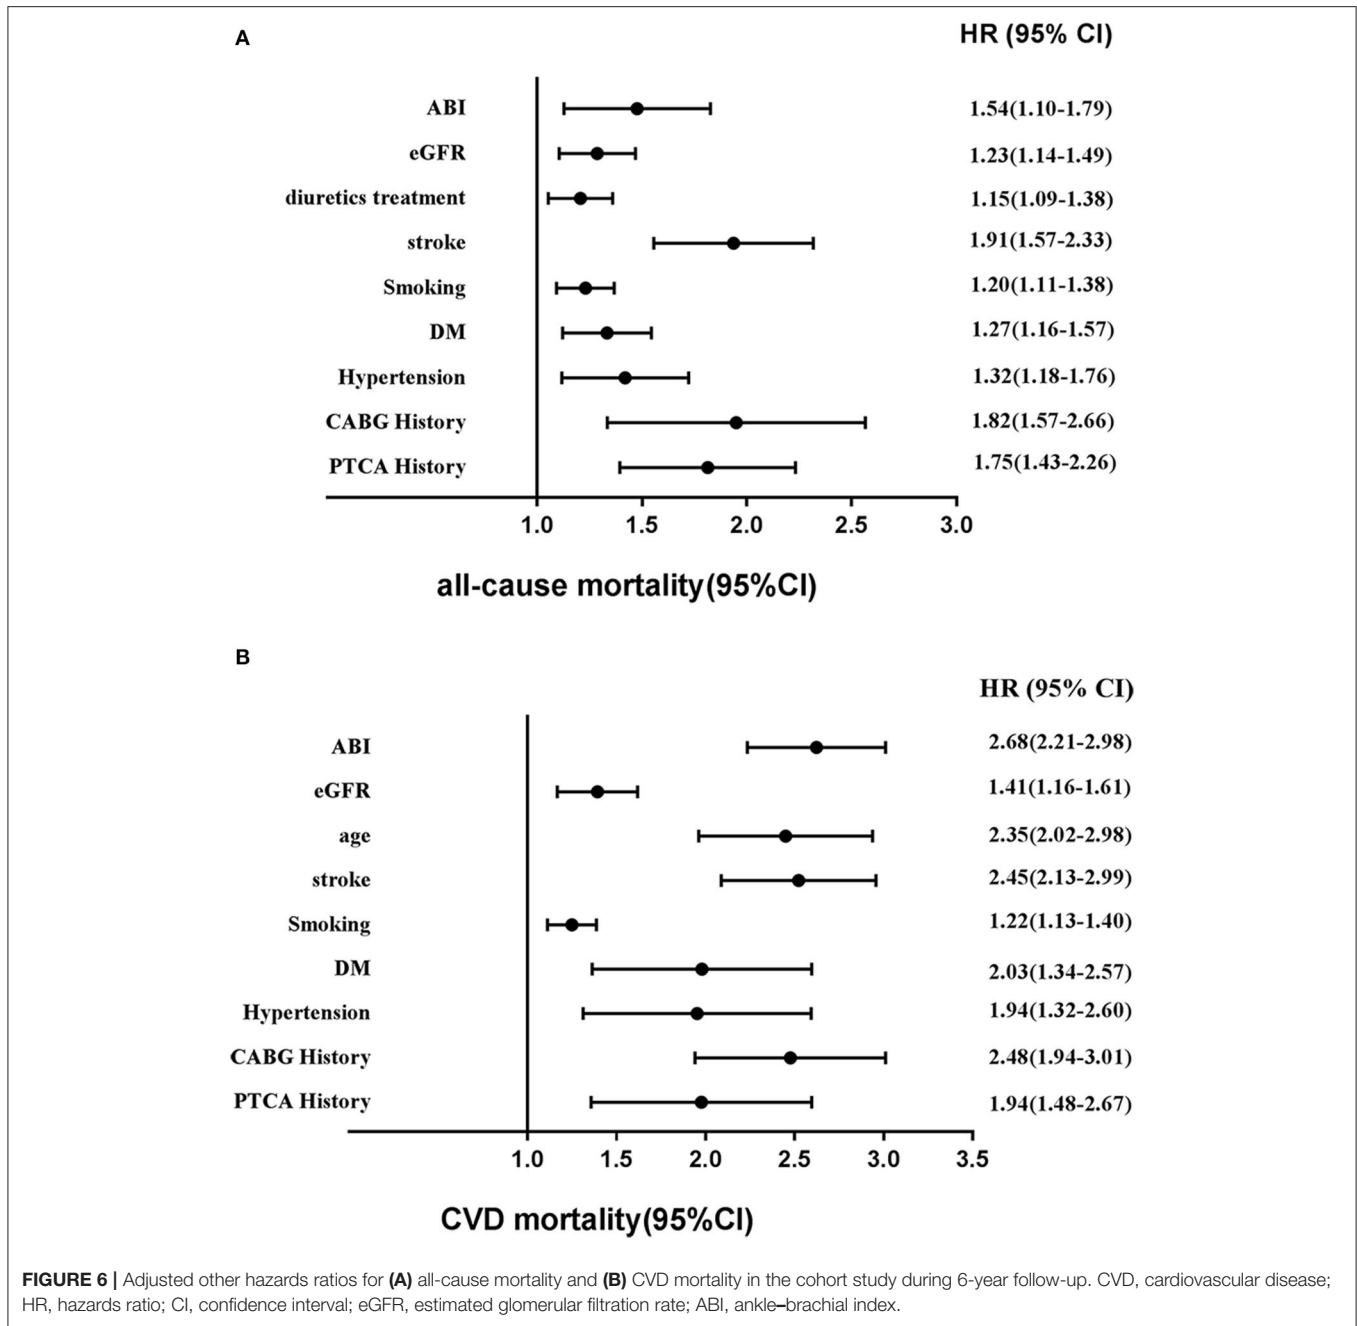 A
HR (95% CI)
ABI 1.54(1.10-1.79)
eGFR 1.23(1.14-1.49)
diuretics treatment 1.15(1.09-1.38)
stroke 1.91(1.57-2.33)
Smoking 1.20(1.11-1.38)
DM 1.27(1.16-1.57)
Hypertension 1.32(1.18-1.76)
CABG History 1.82(1.57-2.66)
PTCA History 1.75(1.43-2.26)
1.0 1.5 2.0 2.5 3.0
all-cause mortality(95%CI)
B
HR (95% CI)
ABI 2.68(2.21-2.98)
eGFR 1.41(1.16-1.61)
age 2.35(2.02-2.98)
stroke 2.45(2.13-2.99)
Smoking 1.22(1.13-1.40)
DM 2.03(1.34-2.57)
Hypertension 1.94(1.32-2.60)
CABG History 2.48(1.94-3.01)
PTCA History 1.94(1.48-2.67)
1.0 1.5 2.0 2.5 3.0 3.5
CVD mortality(95%CI)
FIGURE 6 | Adjusted other hazards ratios for (A) all-cause mortality and (B) CVD mortality in the cohort study during 6-year follow-up. CVD, cardiovascular disease;
HR, hazards ratio; CI, confidence interval; eGFR, estimated glomerular filtration rate; ABI, ankle–brachial index.